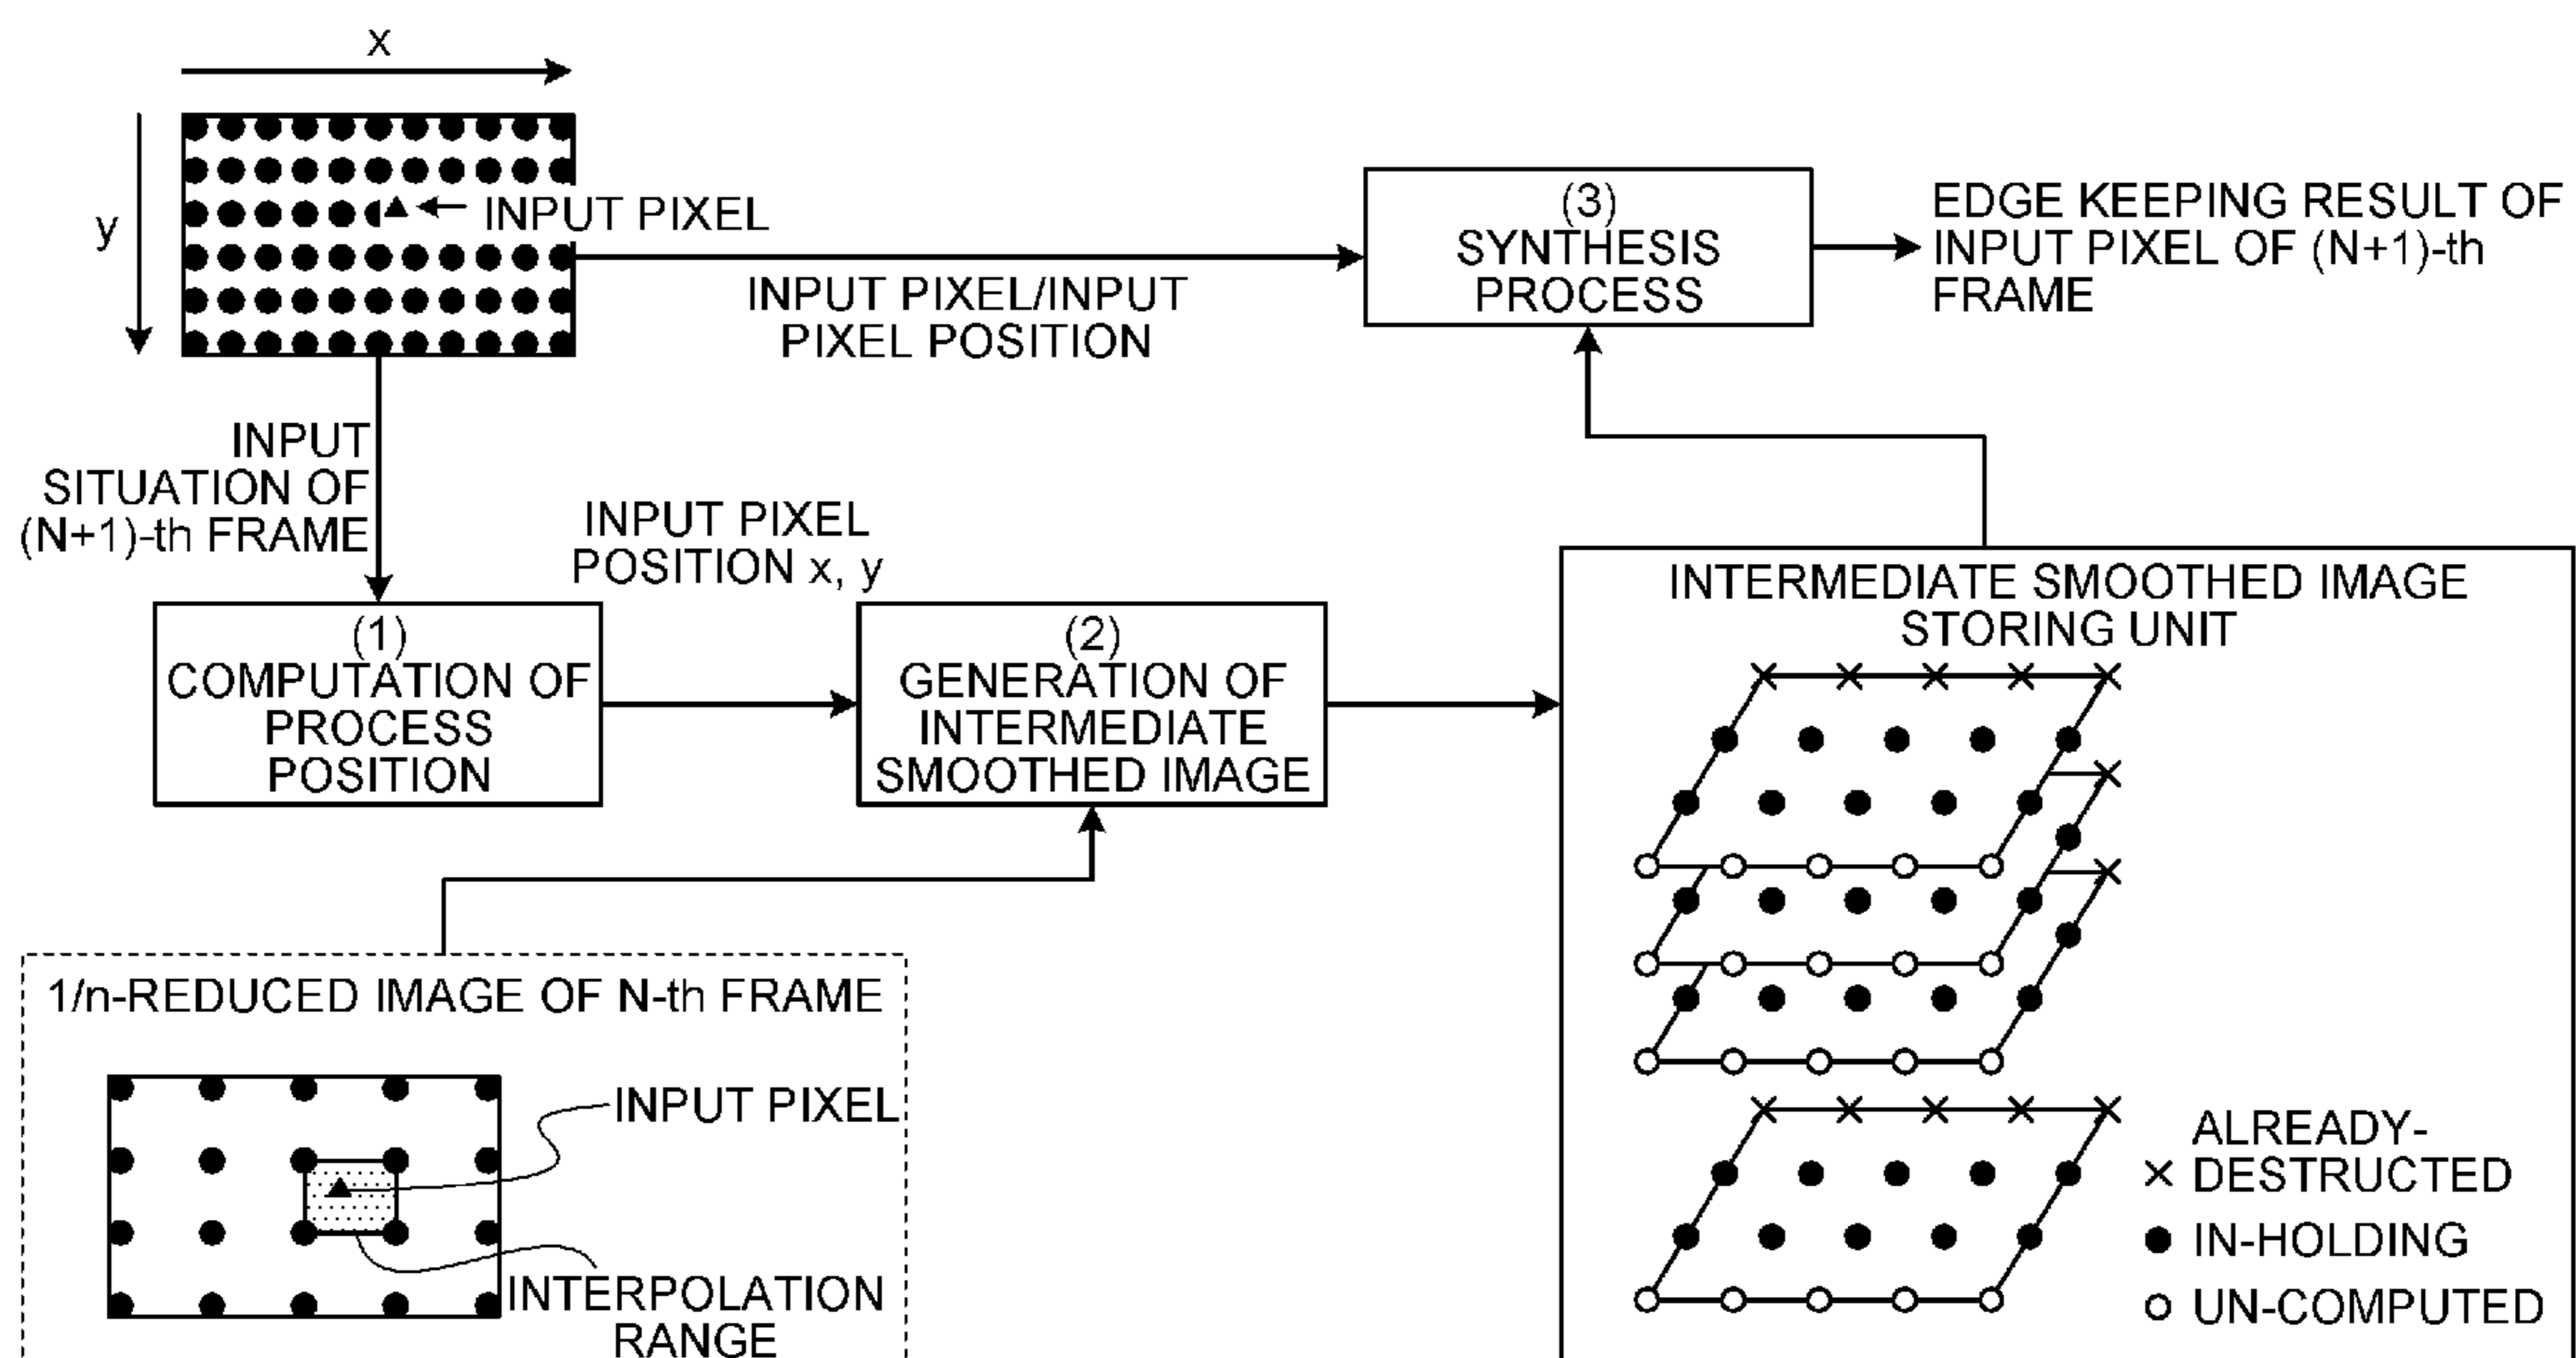 x
y
INPUT PIXEL
INPUT PIXEL/INPUT
PIXEL POSITION
(3)
SYNTHESIS
PROCESS
EDGE KEEPING RESULT OF
INPUT PIXEL OF (N+1)-th
FRAME
INPUT
SITUATION OF
(N+1)-th FRAME
INPUT PIXEL
POSITION x, y
(1)
COMPUTATION OF
PROCESS
POSITION
(2)
GENERATION OF
INTERMEDIATE
SMOOTHED IMAGE
INTERMEDIATE SMOOTHED IMAGE
STORING UNIT
1/n-REDUCED IMAGE OF N-th FRAME
INPUT PIXEL
INTERPOLATION
RANGE
ALREADY-
DESTRUCTED
IN-HOLDING
UN-COMPUTED